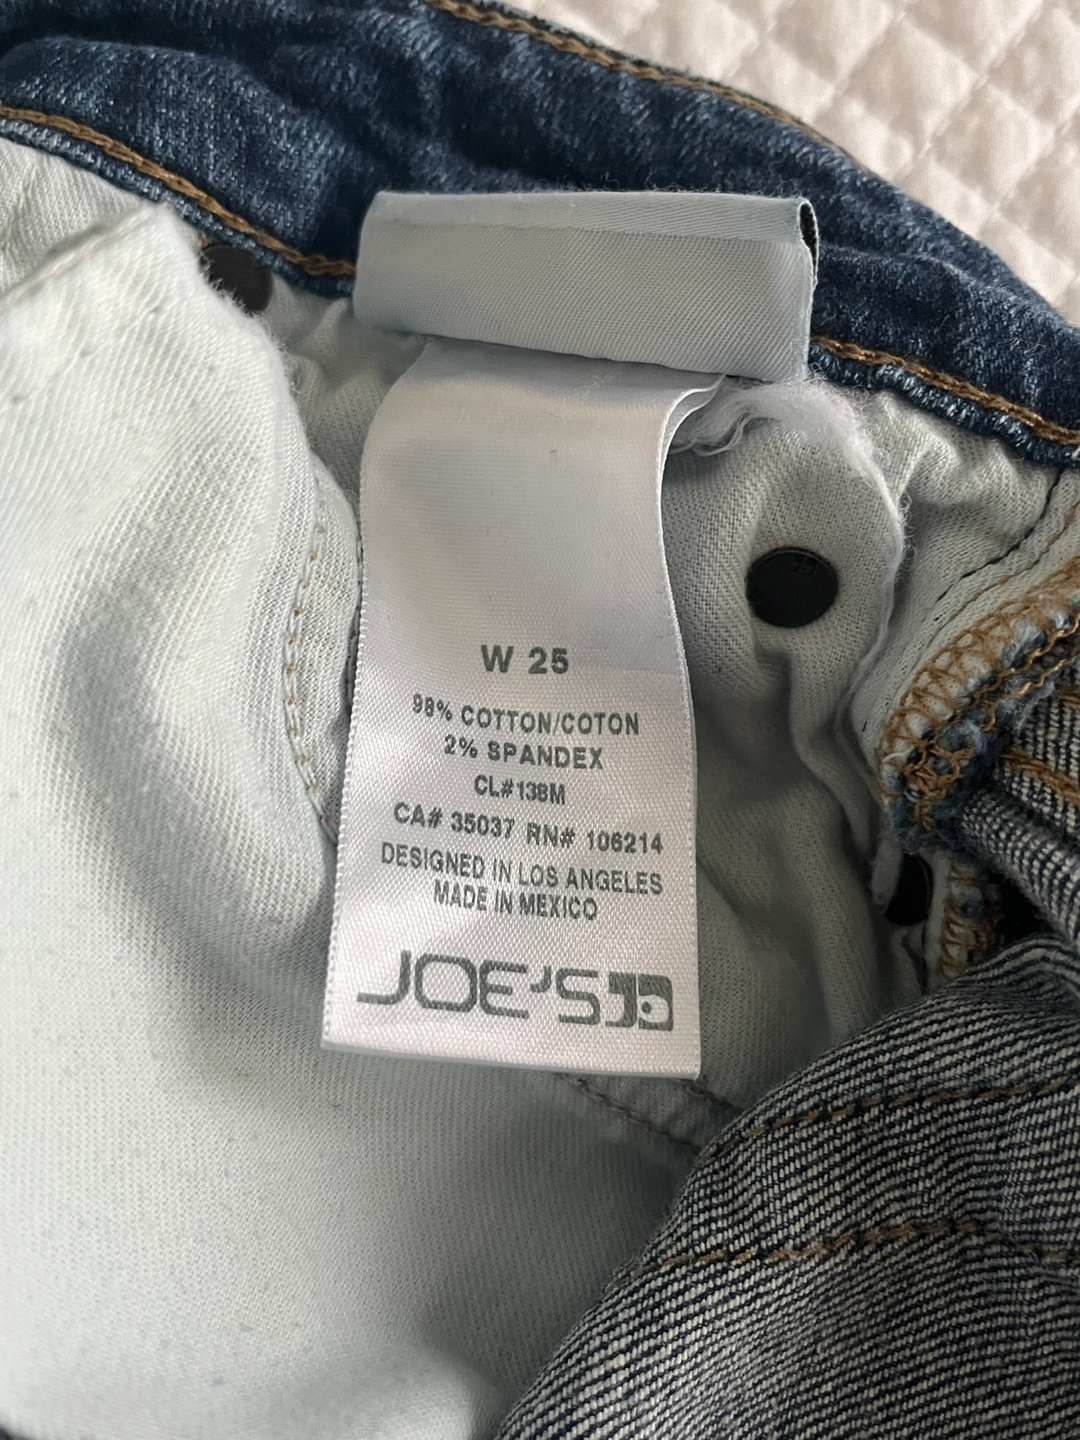 W 25
98% COTTON/COTON
2% SPANDEX
CL#138M
CA# 35037 RN# 106214
DESIGNED IN LOS ANGELES
MADE IN MEXICO
JOE'S